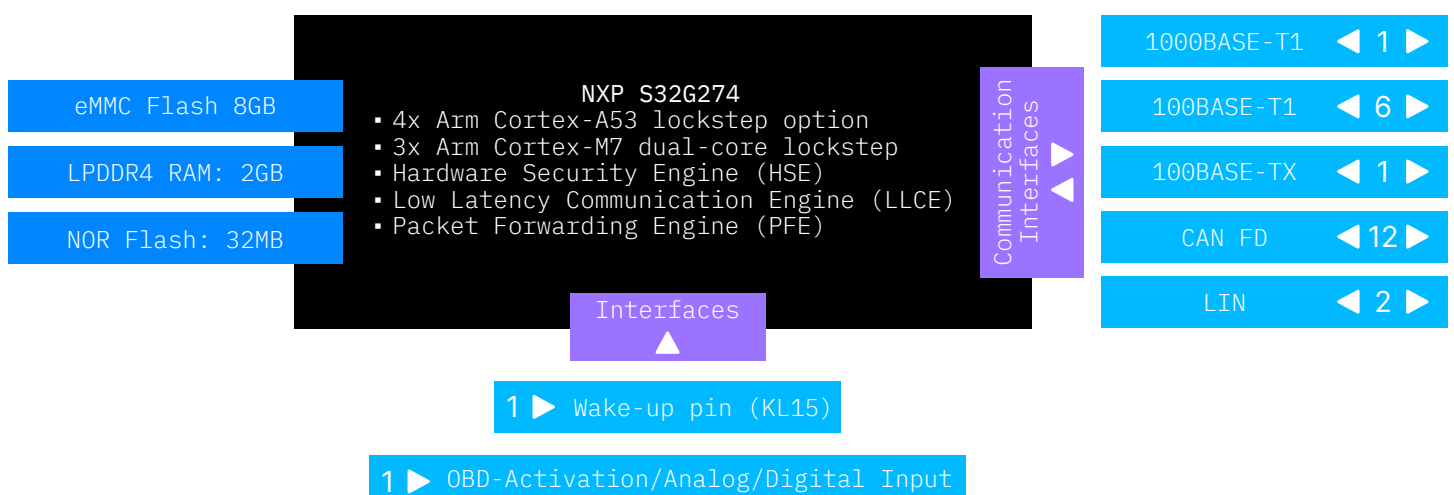 eMMC Flash 8GB
LPDDR4 RAM: 2GB
NOR Flash: 32MB
NXP S32G274
▪ 4x Arm Cortex-A53 lockstep option
▪ 3x Arm Cortex-M7 dual-core lockstep
▪ Hardware Security Engine (HSE)
▪ Low Latency Communication Engine (LLCE)
▪ Packet Forwarding Engine (PFE)
Communication
Interfaces
1000BASE-T1 ◀ 1 ▶
100BASE-T1 ◀ 6 ▶
100BASE-TX ◀ 1 ▶
CAN FD ◀ 12 ▶
LIN ◀ 2 ▶
Interfaces
1 ▶ Wake-up pin (KL15)
1 ▶ OBD-Activation/Analog/Digital Input